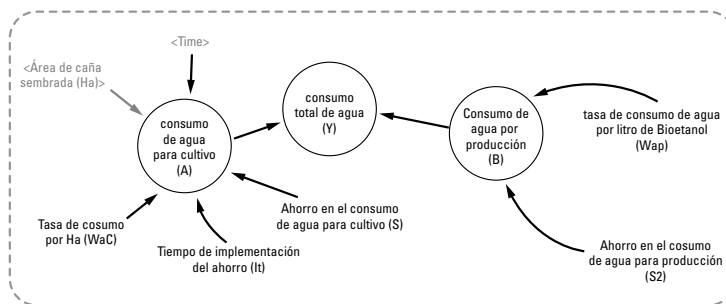 <Time>
<Área de caña
sembrada (Ha)>
consumo
de agua
para cultivo
(A)
consumo
total de agua
(Y)
Consumo de
agua por
producción
(B)
tasa de consumo de agua
por litro de Bioetanol
(Wap)
Tasa de cosumo
por Ha (WaC)
Tiempo de implementación
del ahorro (It)
Ahorro en el consumo
de agua para cultivo (S)
Ahorro en el cosumo
de agua para producción
(S2)